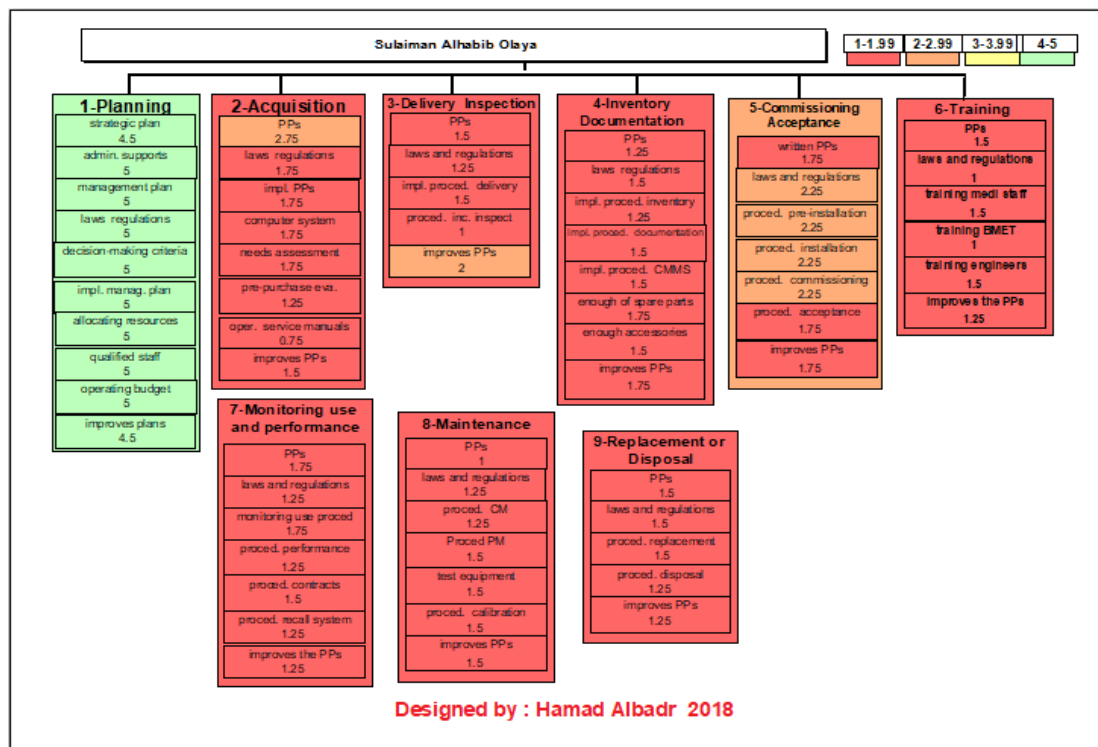 Sulaiman Alhabib Olaya
1-1.99 2-2.99 3-3.99 4-5
1-Planning
strategic plan
4.5
admin. supports
5
management plan
5
laws regulations
5
decision-making criteria
5
impl. manag. plan
5
allocating resources
5
qualified staff
5
operating budget
5
improves plans
4.5
2-Acquisition
PPs
2.75
laws regulations
1.75
impl. PPs
1.75
computer system
1.75
needs assessment
1.75
pre-purchase eva.
1.25
oper. service manuals
0.75
improves PPs
1.5
3-Delivery Inspection
PPs
1.5
laws and regulations
1.25
impl. proced. delivery
1.5
proced. inc. inspect
1
improves PPs
2
4-Inventory
Documentation
PPs
1.25
laws regulations
1.5
impl. proced. inventory
1.25
impl. proced. documentation
1.5
impl. proced. CMMS
1.5
enough of spare parts
1.75
enough accessories
1.5
improves PPs
1.75
5-Commissioning
Acceptance
written PPs
1.75
laws and regulations
2.25
proced. pre-installation
2.25
proced. installation
2.25
proced. commissioning
2.25
proced. acceptance
1.75
improves PPs
1.75
6-Training
PPs
1.5
laws and regulations
1
training medi staff
1.5
training BMET
1
training engineers
1.5
improves the PPs
1.25
7-Monitoring use
and performance
PPs
1.75
laws and regulations
1.25
monitoring use proced
1.75
proced. performance
1.25
proced. contracts
1.5
proced. recall system
1.25
improves the PPs
1.25
8-Maintenance
PPs
1
laws and regulations
1.25
proced. CM
1.25
Proced PM
1.5
test equipment
1.5
proced. calibration
1.5
improves PPs
1.5
9-Replacement or
Disposal
PPs
1.5
laws and regulations
1.5
proced. replacement
1.5
proced. disposal
1.25
improves PPs
1.25
Designed by : Hamad Albadr 2018